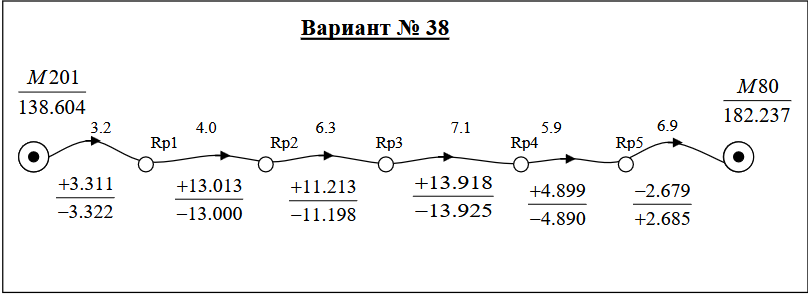 Вариант № 38
M201
138.604
M80
182.237
3.2 4.0 6.3 7.1 5.9 6.9
Rp1 Rp2 Rp3 Rp4 Rp5
+3.311 +13.013 +11.213 +13.918 +4.899 −2.679
−3.322 −13.000 −11.198 −13.925 −4.890 +2.685